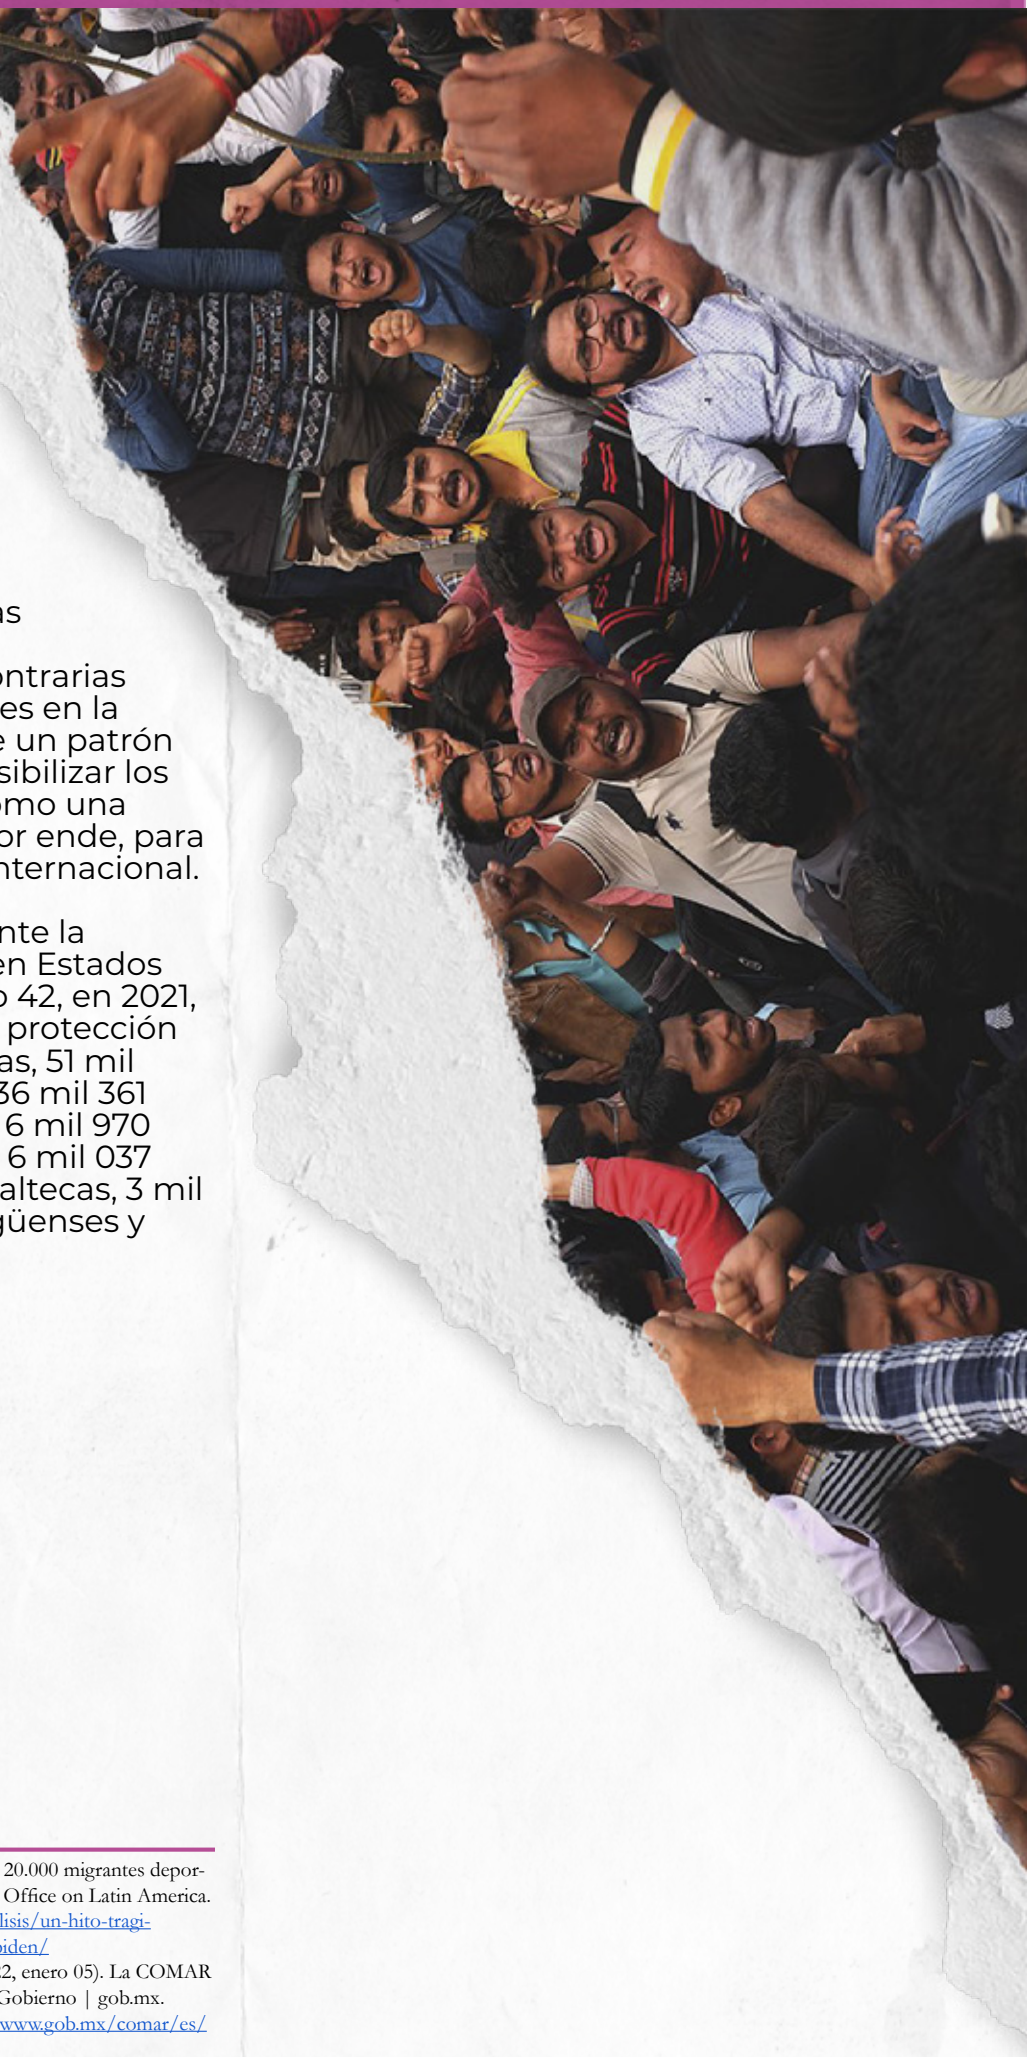 as
ontrarias
es en la
e un patrón
sibilizar los
omo una
or ende, para
nternacional.
nte la
en Estados
o 42, en 2021,
protección
as, 51 mil
36 mil 361
6 mil 970
6 mil 037
altecas, 3 mil
güenses y
20.000 migrantes depor-
Office on Latin America.
lisis/un-hito-tragi-
biden/
22, enero 05). La COMAR
Gobierno | gob.mx.
www.gob.mx/comar/es/